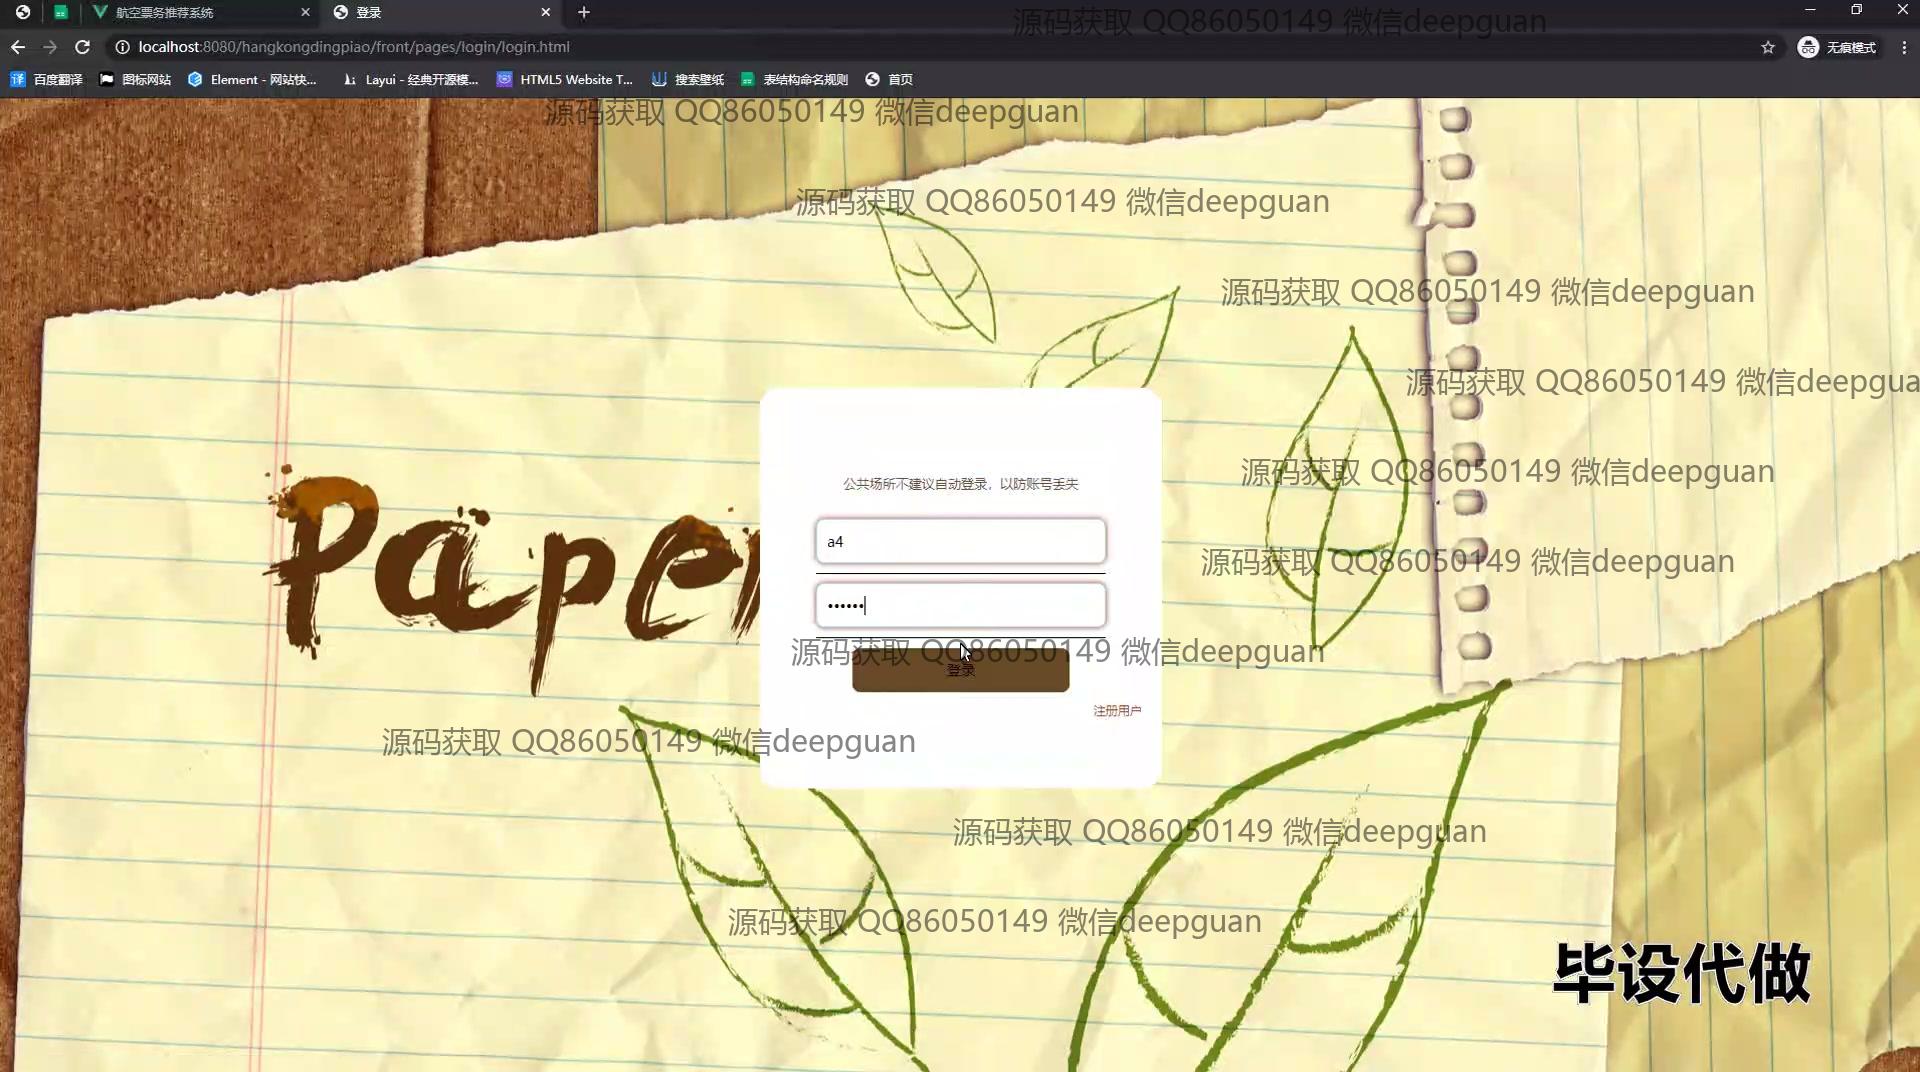 航空票务推荐系统
登录
源码获取 QQ86050149 微信deepguan
localhost:8080/hangkongdingpiao/front/pages/login/login.html
无痕模式
百度翻译
图标网站
Element - 网站快...
Layui - 经典开源模...
HTML5 Website T...
搜索壁纸
表结构命名规则
首页
源码获取 QQ86050149 微信deepguan
源码获取 QQ86050149 微信deepguan
源码获取 QQ86050149 微信deepguan
源码获取 QQ86050149 微信deepgua
源码获取 QQ86050149 微信deepguan
公共场所不建议自动登录，以防账号丢失
a4
Paper
源码获取 QQ86050149 微信deepguan
源码获取 QQ86050149 微信deepguan
登录
注册用户
源码获取 QQ86050149 微信deepguan
源码获取 QQ86050149 微信deepguan
源码获取 QQ86050149 微信deepguan
毕设代做